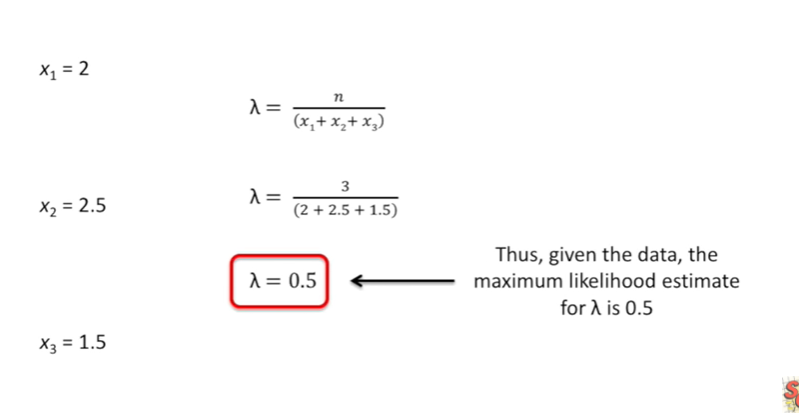 x₁ = 2
λ = n / (x₁+ x₂+ x₃)
x₂ = 2.5
λ = 3 / (2 + 2.5 + 1.5)
Thus, given the data, the
λ = 0.5
maximum likelihood estimate
for λ is 0.5
x₃ = 1.5